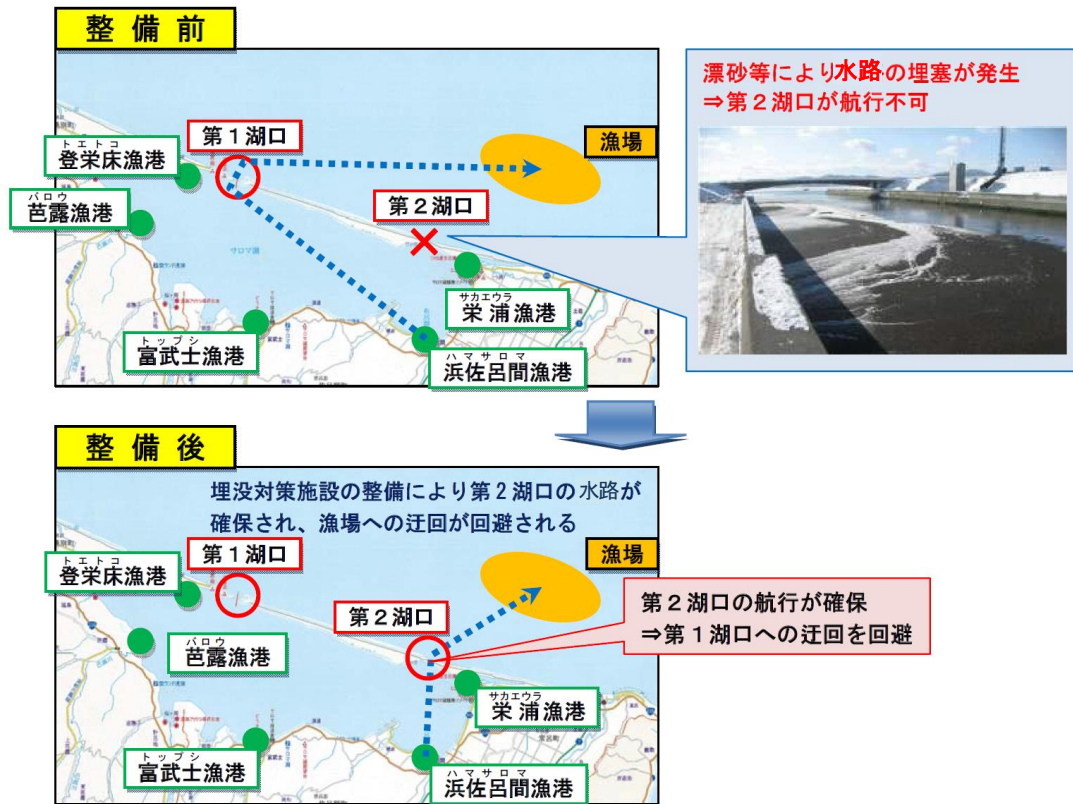 整備前
漂砂等により水路の埋塞が発生
⇒第２湖口が航行不可
第１湖口
漁場
トエトコ
登栄床漁港
バロウ
芭露漁港
第２湖口
サロマ湖
サカエウラ
栄浦漁港
トップシ
富武士漁港
ハマサロマ
浜佐呂間漁港
整備後
埋没対策施設の整備により第２湖口の水路が
確保され、漁場への迂回が回避される
第１湖口
漁場
トエトコ
登栄床漁港
第２湖口
第２湖口の航行が確保
⇒第１湖口への迂回を回避
バロウ
芭露漁港
サカエウラ
栄浦漁港
トップシ
富武士漁港
ハマサロマ
浜佐呂間漁港